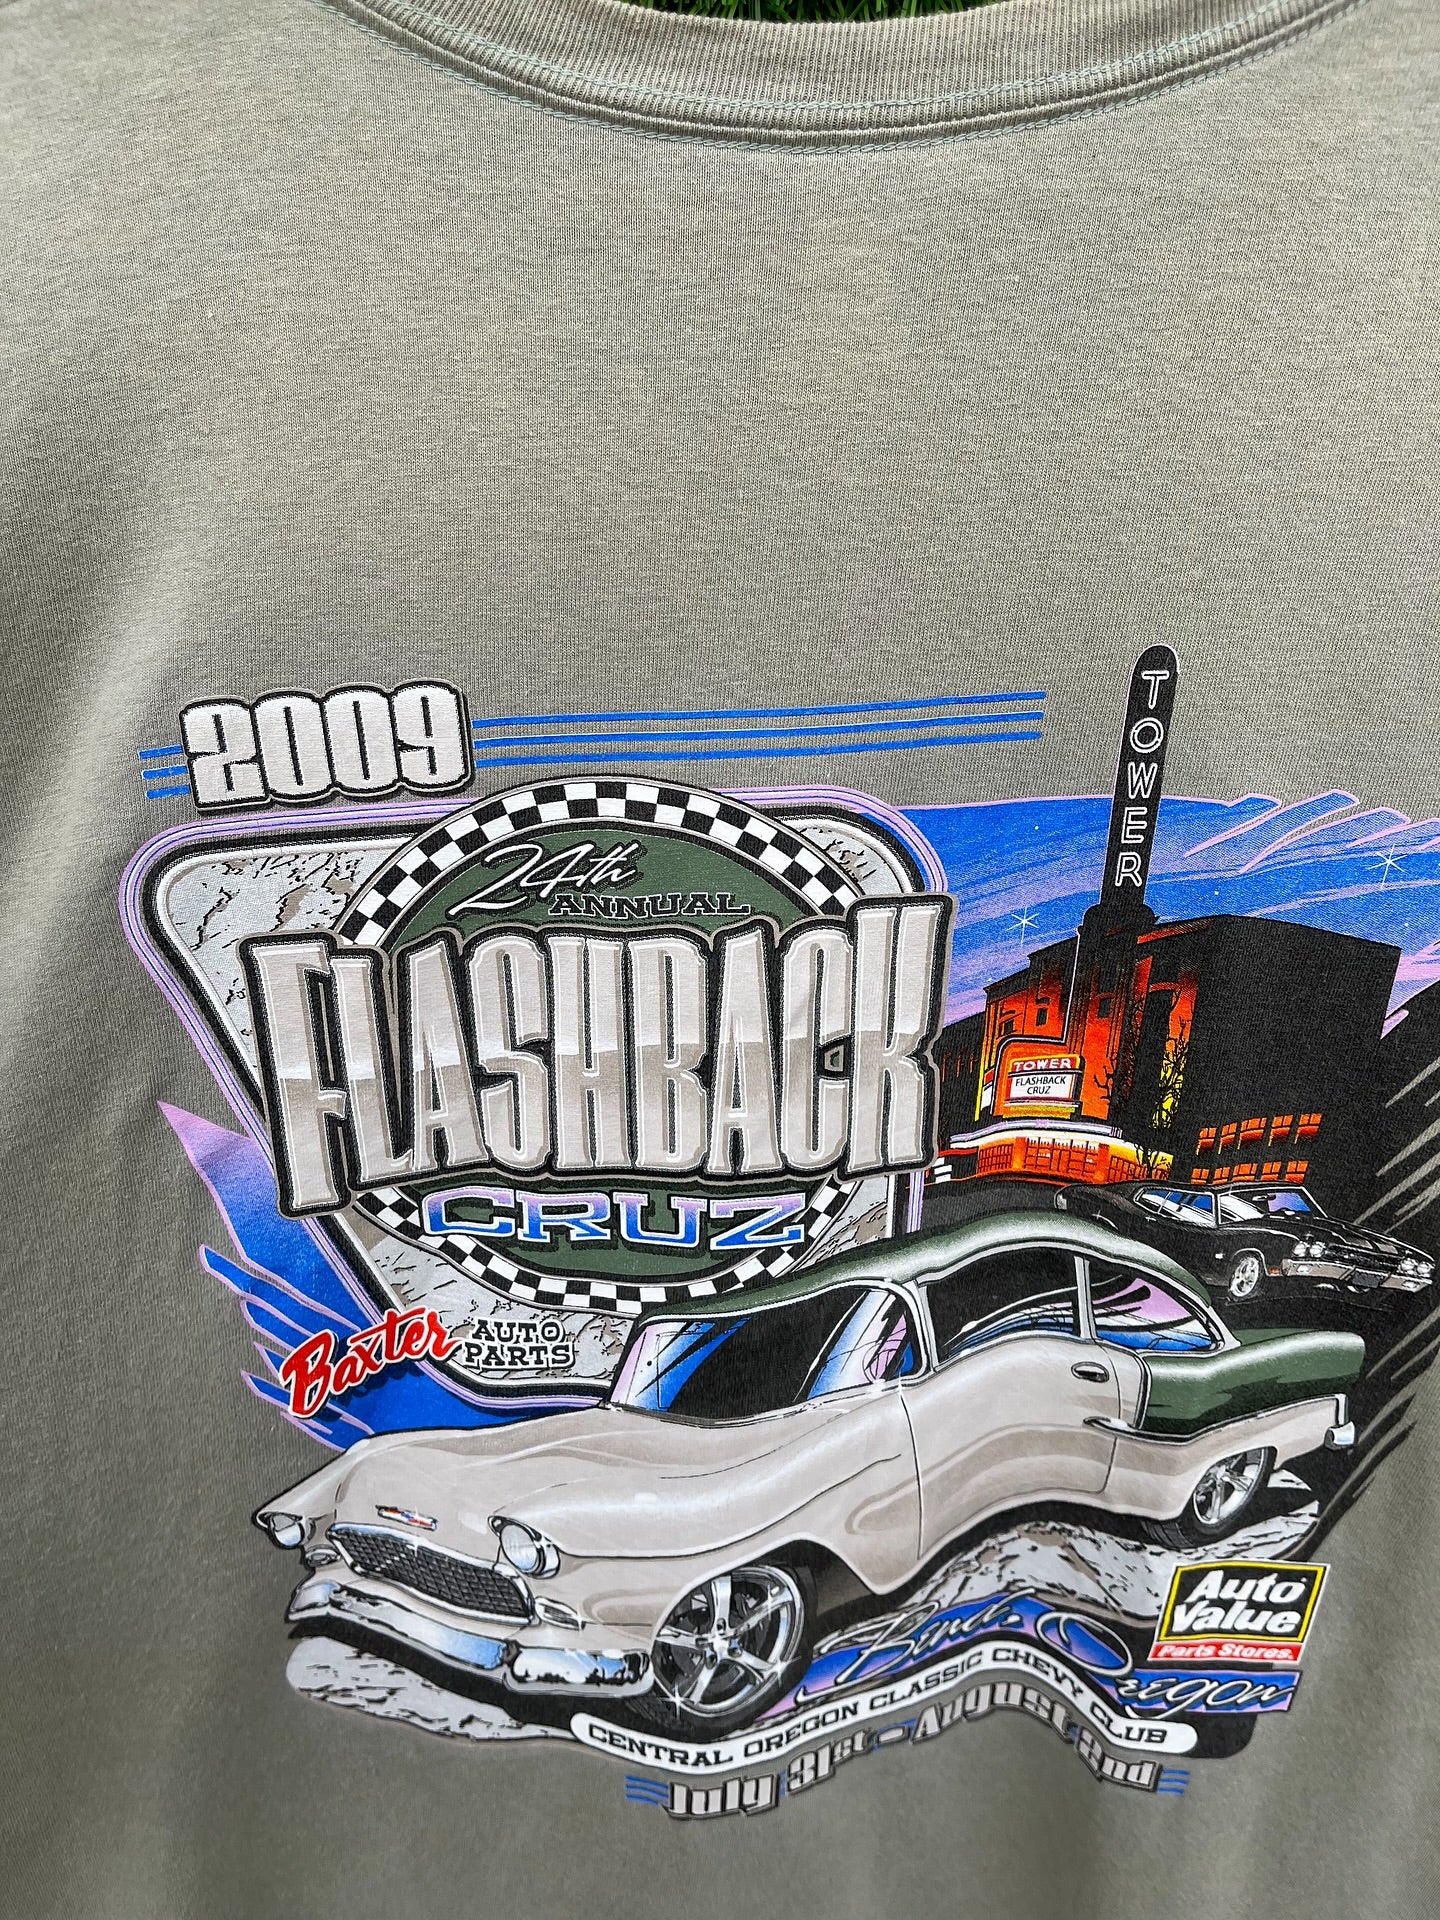 2009
TOWER
24th
ANNUAL
FLASHBACK
CRUZ
TOWER
FLASHBACK
CRUZ
Baxter AUTO
PARTS
Auto
Value
Parts Stores.
Bend, Oregon
CENTRAL OREGON CLASSIC CHEVY CLUB
July 31st - August 2nd